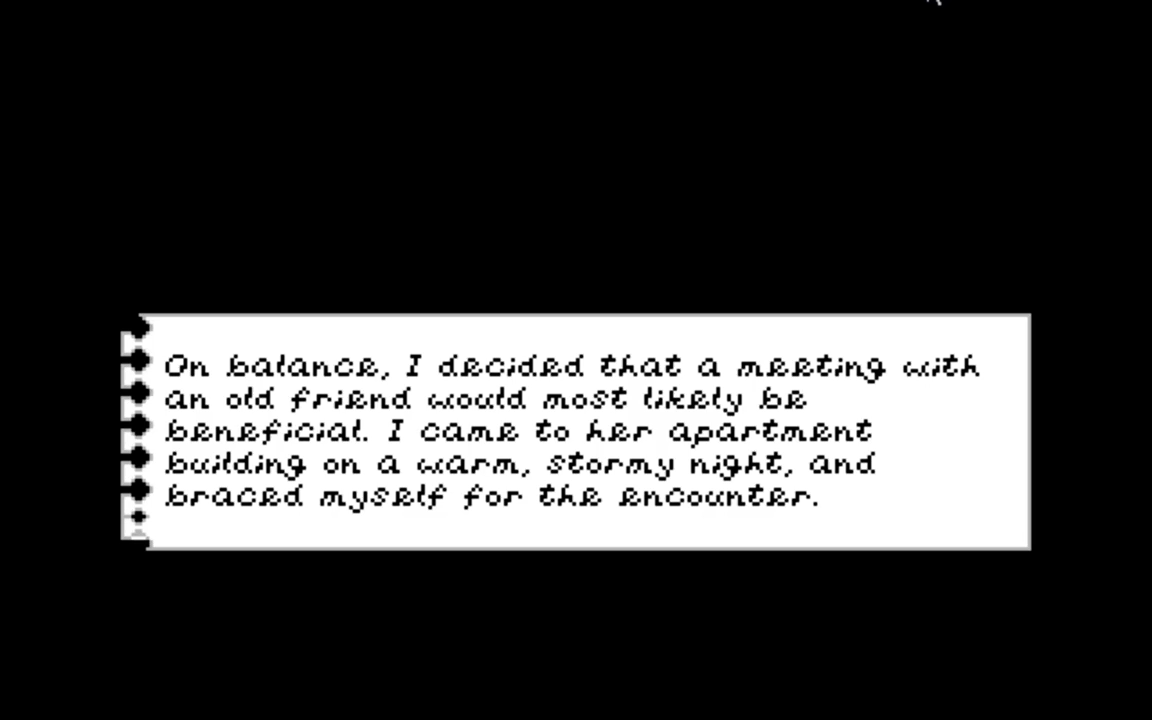 On balance, I decided that a meeting with
an old friend would most likely be
beneficial. I came to her apartment
building on a warm, stormy night, and
braced myself for the encounter.